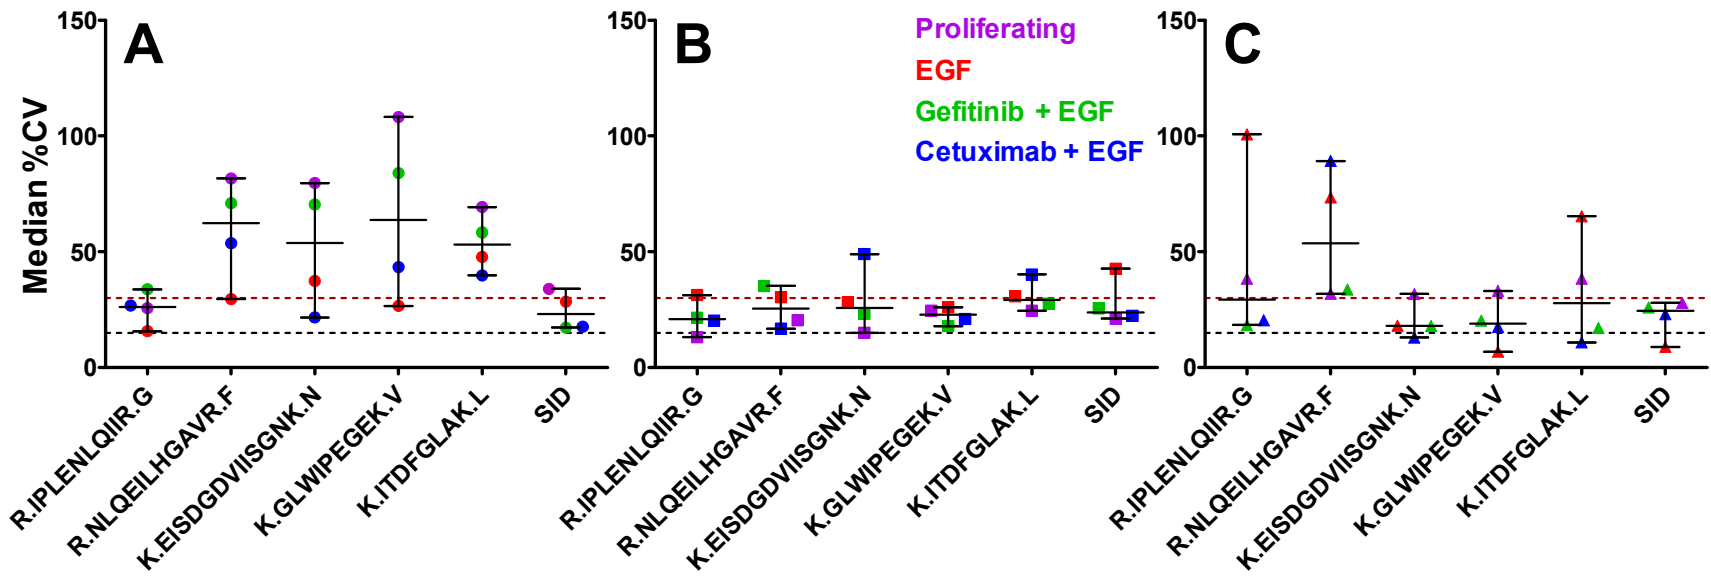 A
B
C
Proliferating
EGF
Gefitinib + EGF
Cetuximab + EGF
Median %CV
150
100
50
0
150
100
50
0
150
100
50
0
R.IPLENLQIIR.G
R.NLQEILHGAVR.F
K.EISDGDVIISGNK.N
K.GLWIPEGEK.V
K.ITDFGLAK.L
SID
R.IPLENLQIIR.G
R.NLQEILHGAVR.F
K.EISDGDVIISGNK.N
K.GLWIPEGEK.V
K.ITDFGLAK.L
SID
R.IPLENLQIIR.G
R.NLQEILHGAVR.F
K.EISDGDVIISGNK.N
K.GLWIPEGEK.V
K.ITDFGLAK.L
SID